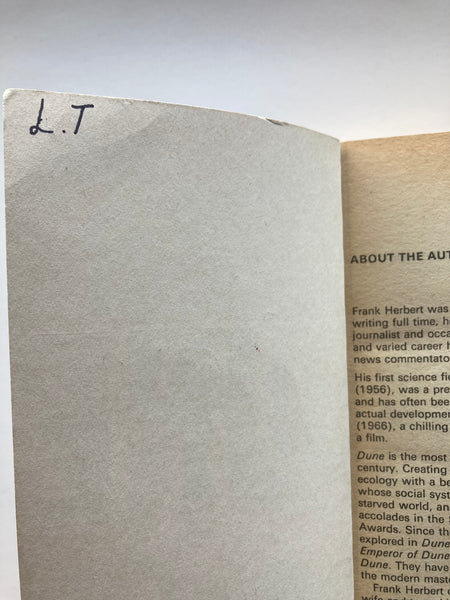 L.T
ABOUT THE AUT
Frank Herbert was
writing full time, h
journalist and occa
and varied career h
news commentato
His first science fie
(1956), was a pre
and has often bee
actual developme
(1966), a chilling
a film.
Dune is the most
century. Creating
ecology with a be
whose social syst
starved world, an
accolades in the S
Awards. Since th
explored in Dune
Emperor of Dune
Dune. They have
the modern maste
Frank Herbert